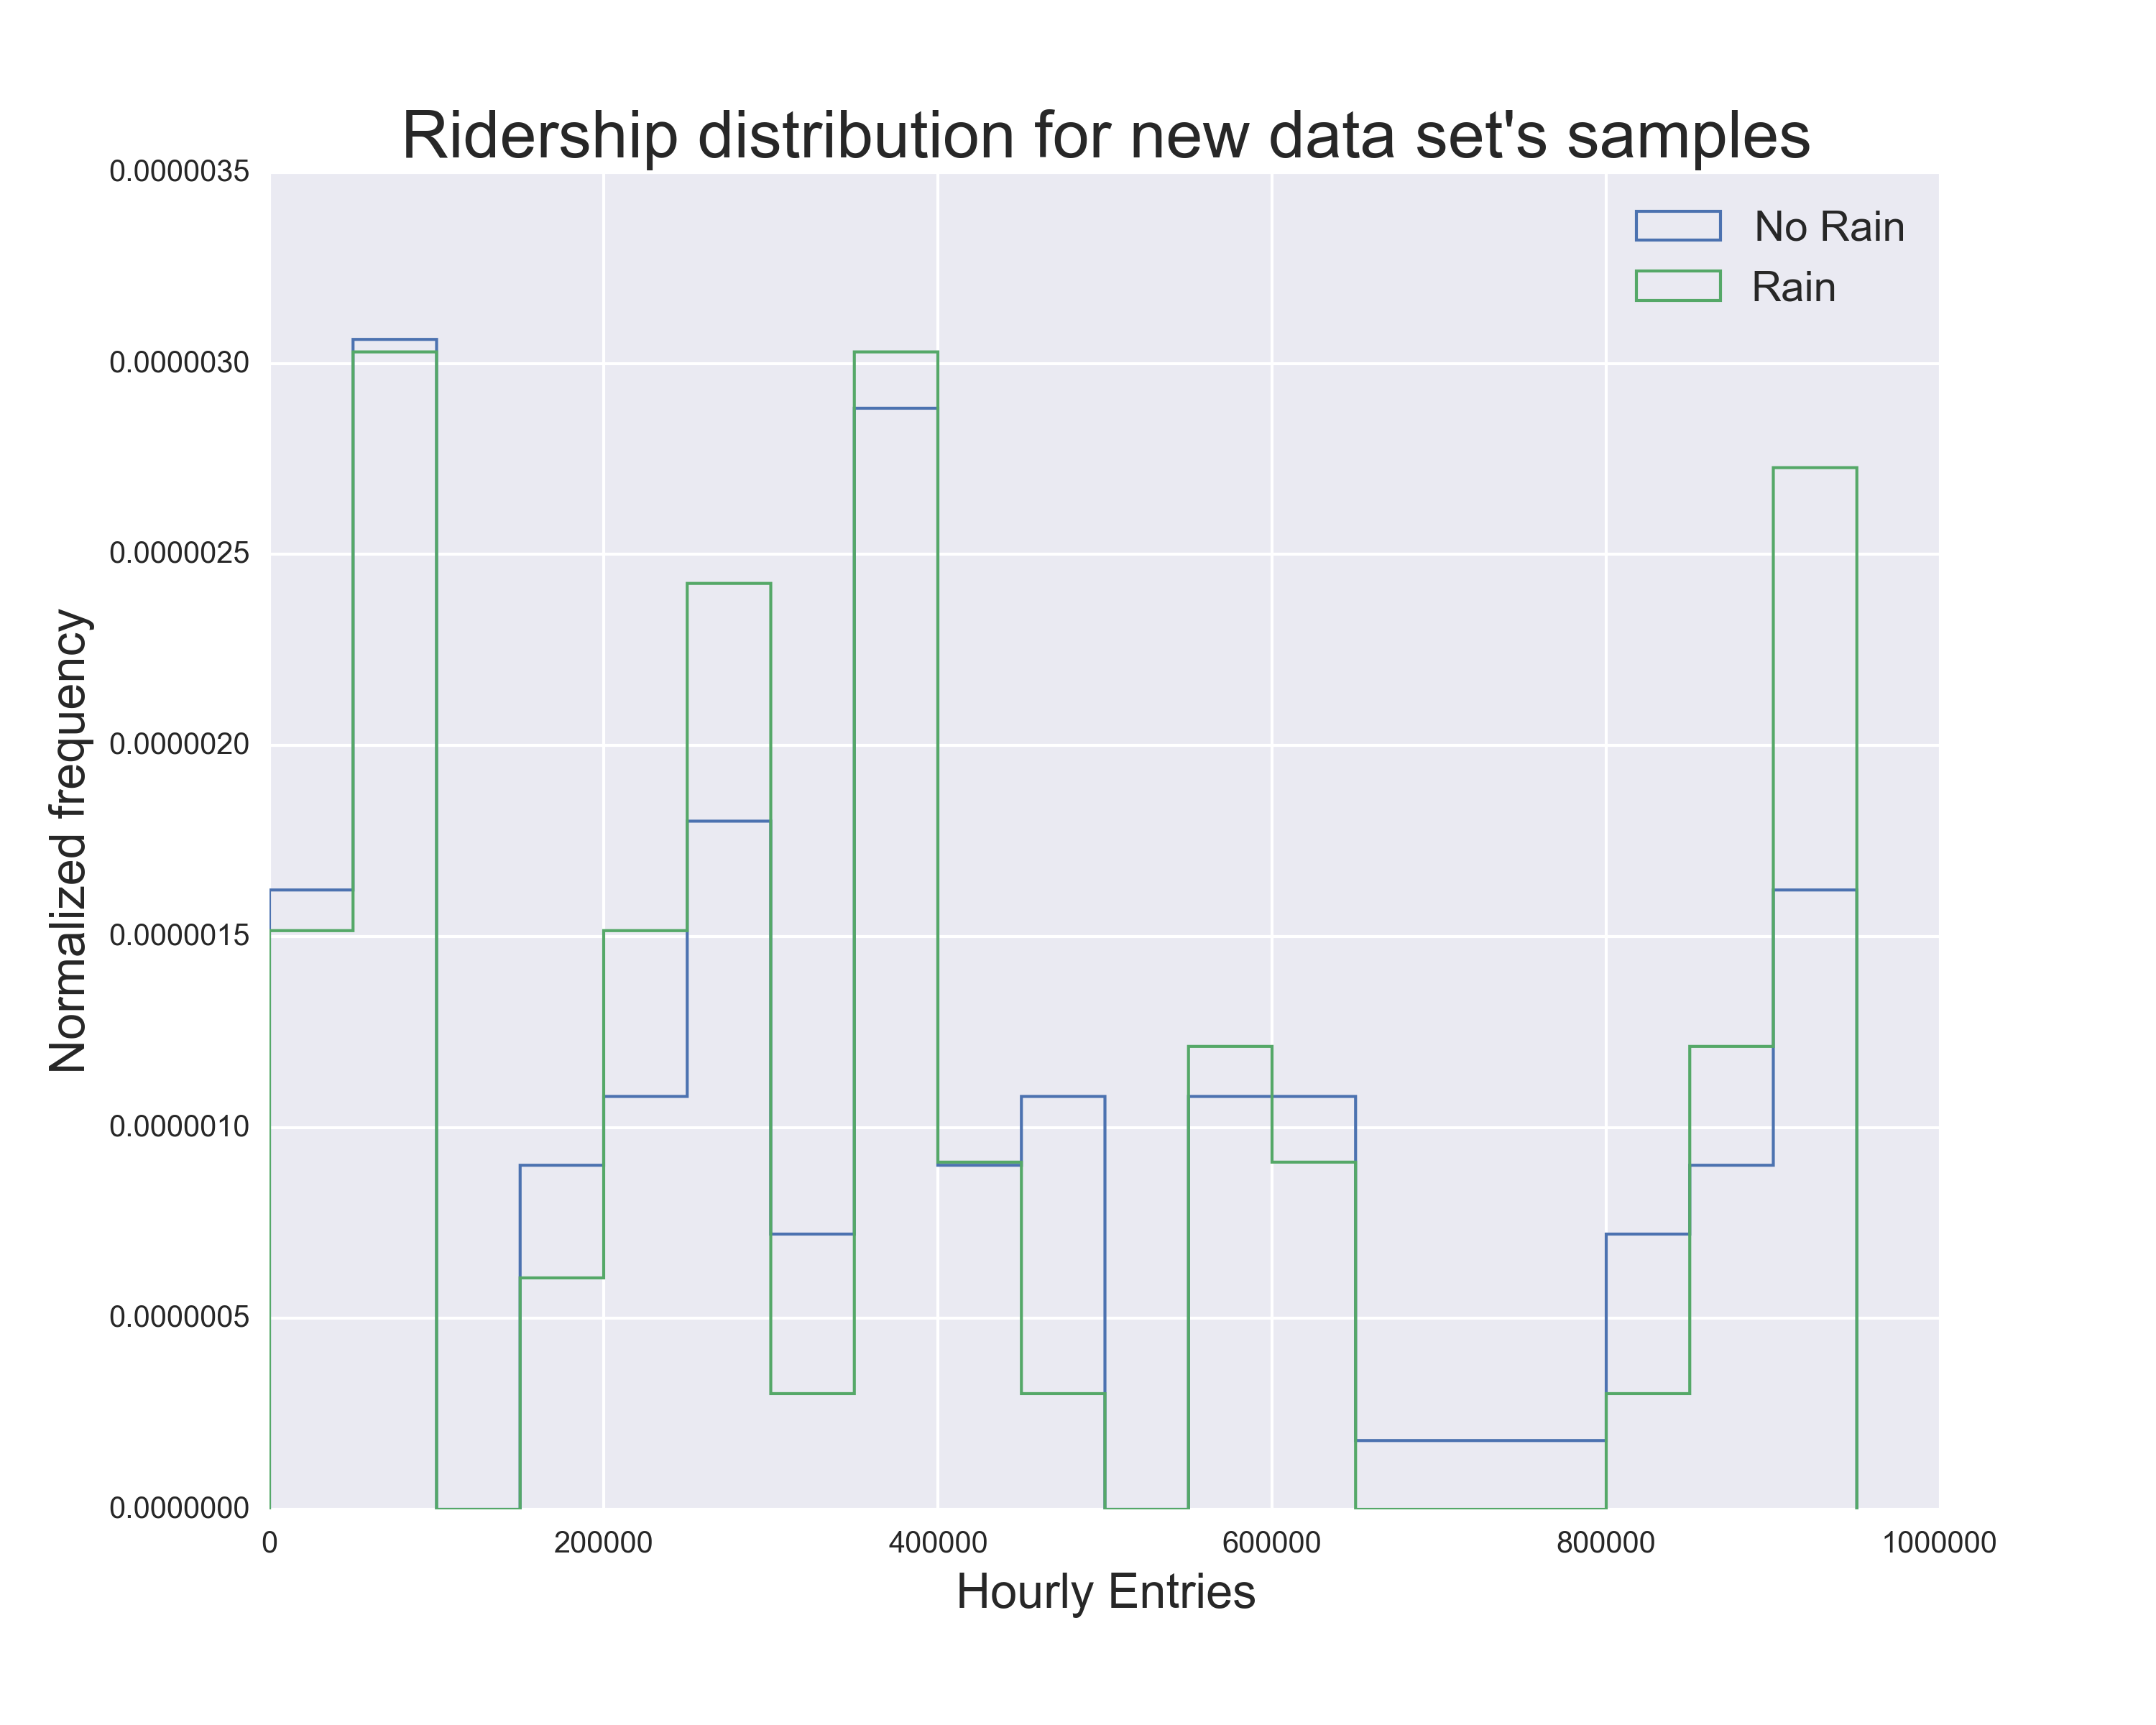 Ridership distribution for new data set's samples
0.0000035
0.0000030
0.0000025
0.0000020
0.0000015
0.0000010
0.0000005
0.0000000
Normalized frequency
No Rain
Rain
0 200000 400000 600000 800000 1000000
Hourly Entries